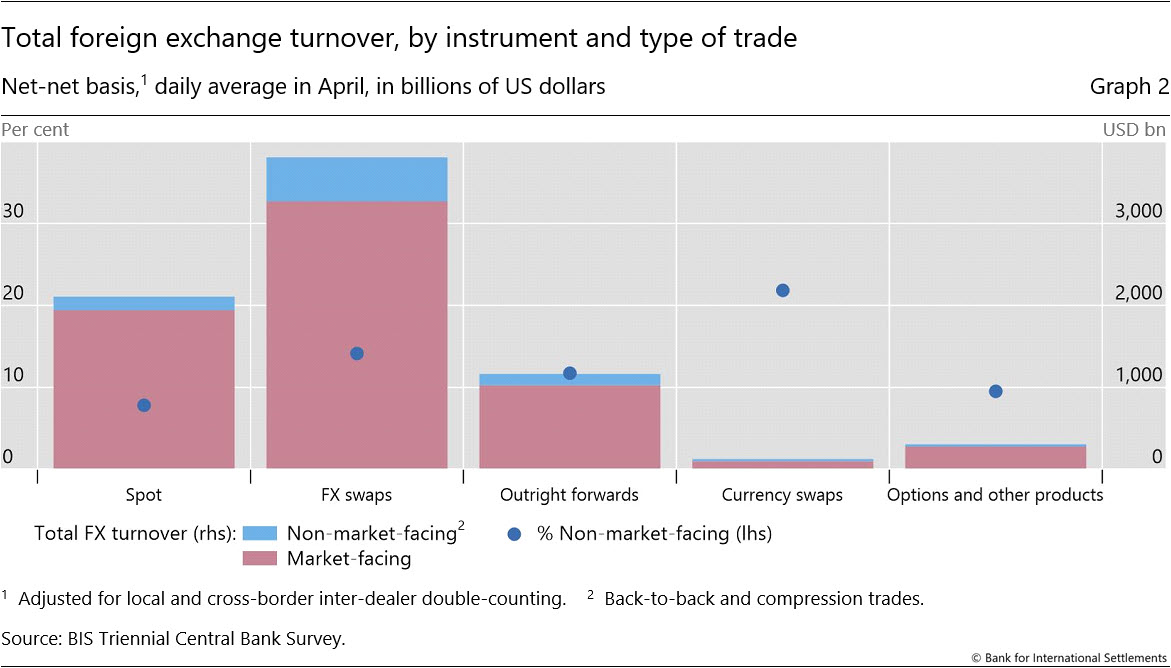 Total foreign exchange turnover, by instrument and type of trade
Net-net basis,1 daily average in April, in billions of US dollars Graph 2
Per cent USD bn
30 3,000
20 2,000
10 1,000
0 0
Spot FX swaps Outright forwards Currency swaps Options and other products
Total FX turnover (rhs): Non-market-facing2 % Non-market-facing (lhs)
Market-facing
1 Adjusted for local and cross-border inter-dealer double-counting. 2 Back-to-back and compression trades.
Source: BIS Triennial Central Bank Survey.
© Bank for International Settlements